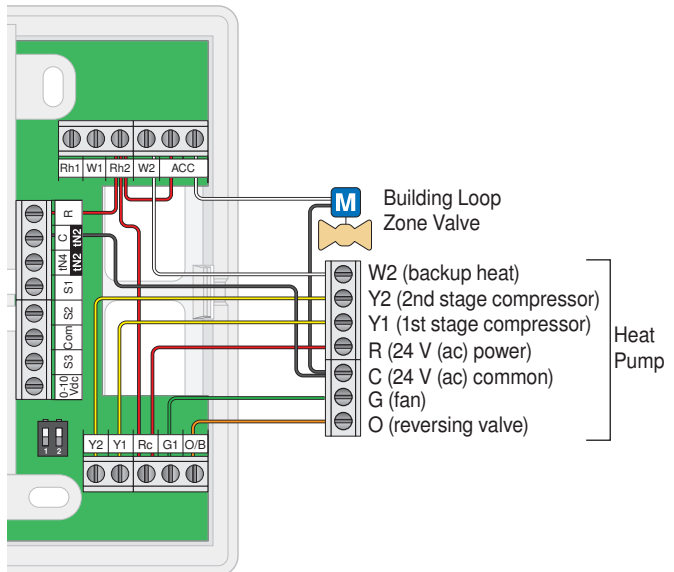 Rh1 W1 Rh2 W2 ACC
M
Building Loop
Zone Valve
R
C tN2
tN4 tN2
S1
S2
Com
S3
0-10
Vdc
1 2
Y2 Y1 Rc G1 O/B
W2 (backup heat)
Y2 (2nd stage compressor)
Y1 (1st stage compressor)
R (24 V (ac) power)
C (24 V (ac) common)
G (fan)
O (reversing valve)
Heat
Pump